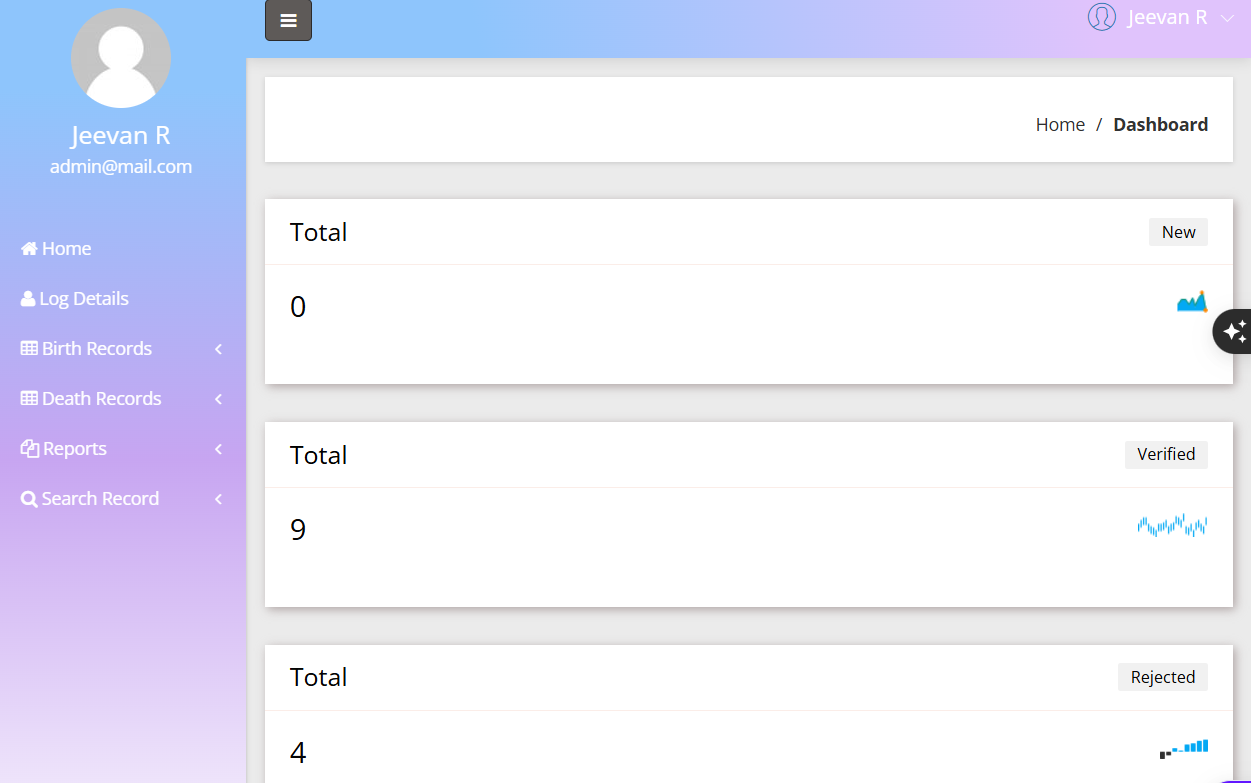 Jeevan R
Jeevan R
admin@mail.com
Home
Log Details
Birth Records
Death Records
Reports
Search Record
Home / Dashboard
Total
New
0
Total
Verified
9
Total
Rejected
4